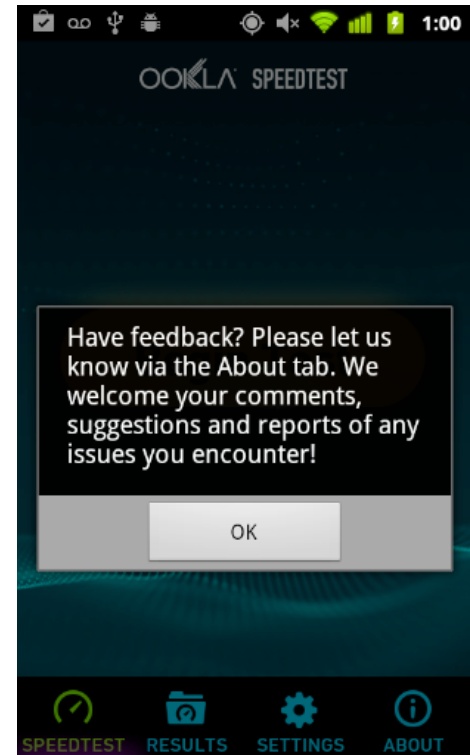 1:00
OOKLA SPEEDTEST
Have feedback? Please let us
know via the About tab. We
welcome your comments,
suggestions and reports of any
issues you encounter!
OK
SPEEDTEST RESULTS SETTINGS ABOUT